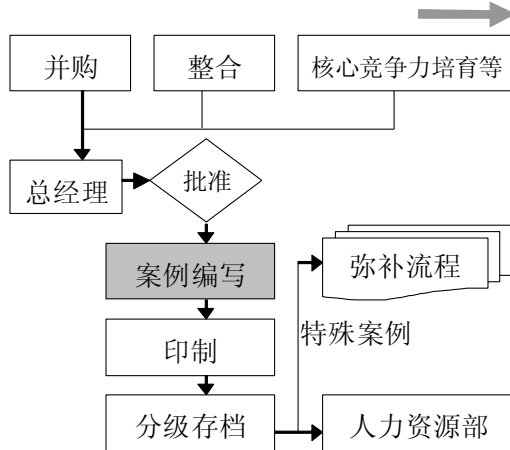 并购
整合
核心竞争力培育等
总经理
批准
案例编写
弥补流程
特殊案例
印制
分级存档
人力资源部